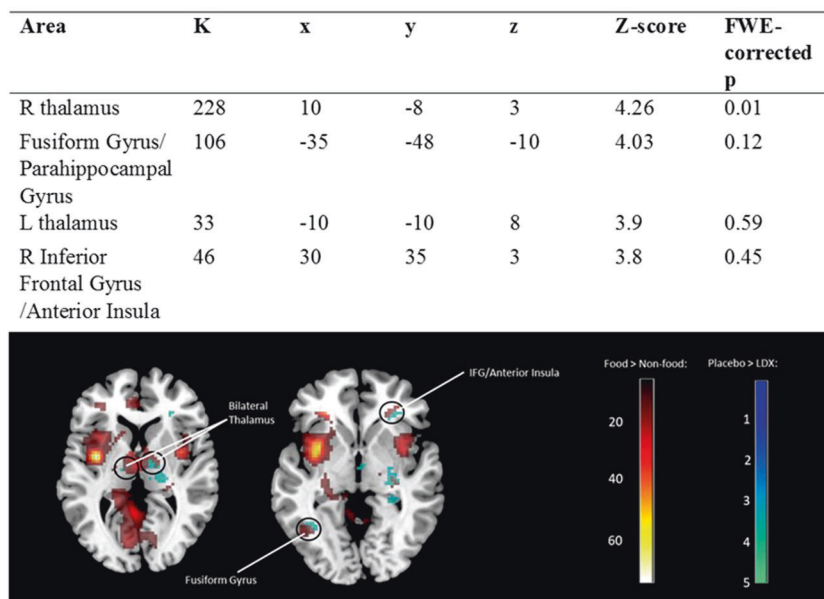 Area K x y z Z-score FWE-
corrected
p
R thalamus 228 10 -8 3 4.26 0.01
Fusiform Gyrus/ 106 -35 -48 -10 4.03 0.12
Parahippocampal
Gyrus
L thalamus 33 -10 -10 8 3.9 0.59
R Inferior 46 30 35 3 3.8 0.45
Frontal Gyrus
/Anterior Insula
Bilateral
Thalamus
IFG/Anterior Insula
Fusiform Gyrus
Food > Non-food:
20
40
60
Placebo > LDX:
1
2
3
4
5